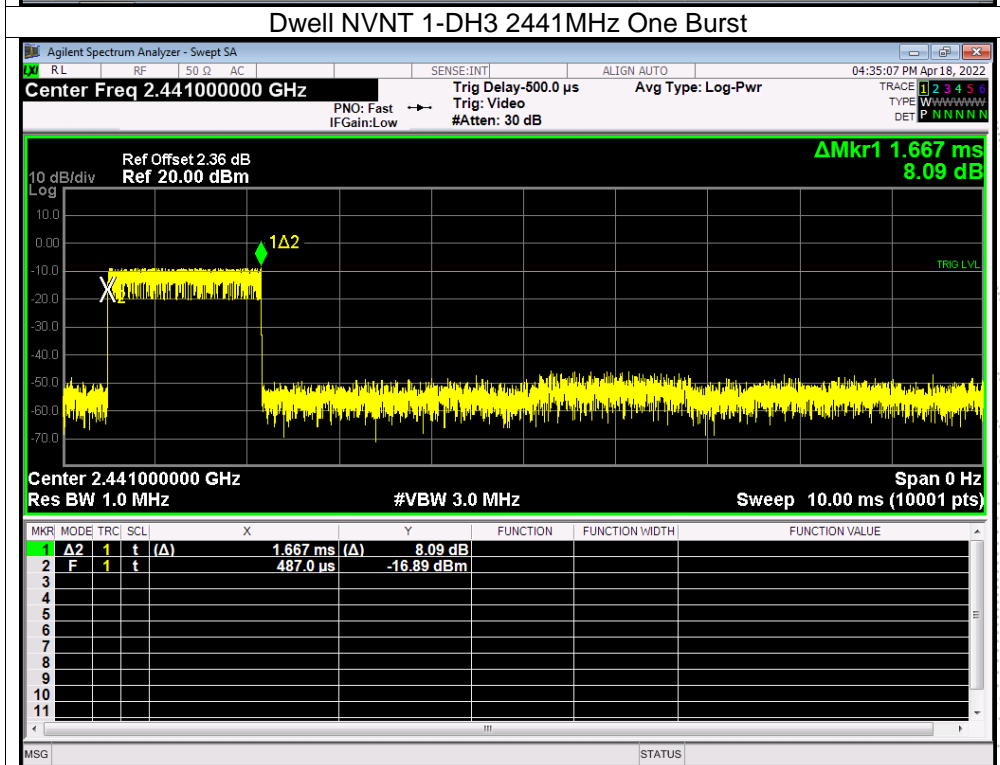 Dwell NVNT 1-DH3 2441MHz One Burst
Agilent Spectrum Analyzer - Swept SA
LXI RL RF 50 Ω AC SENSE:INT ALIGN AUTO 04:35:07 PM Apr 18, 2022
Center Freq 2.441000000 GHz Trig Delay-500.0 µs Avg Type: Log-Pwr TRACE 1 2 3 4 5 6
PNO: Fast Trig: Video TYPE WWWWWW
IFGain:Low #Atten: 30 dB DET P N N N N N
ΔMkr1 1.667 ms
8.09 dB
Ref Offset 2.36 dB
10 dB/div Ref 20.00 dBm
Log
10.0
0.00
1Δ2
-10.0
TRIG LVL
X2
-20.0
-30.0
-40.0
-50.0
-60.0
-70.0
Center 2.441000000 GHz Span 0 Hz
Res BW 1.0 MHz #VBW 3.0 MHz Sweep 10.00 ms (10001 pts)
MKR MODE TRC SCL X Y FUNCTION FUNCTION WIDTH FUNCTION VALUE
1 Δ2 1 t (Δ) 1.667 ms (Δ) 8.09 dB
2 F 1 t 487.0 µs -16.89 dBm
3
4
5
6
7
8
9
10
11
MSG STATUS